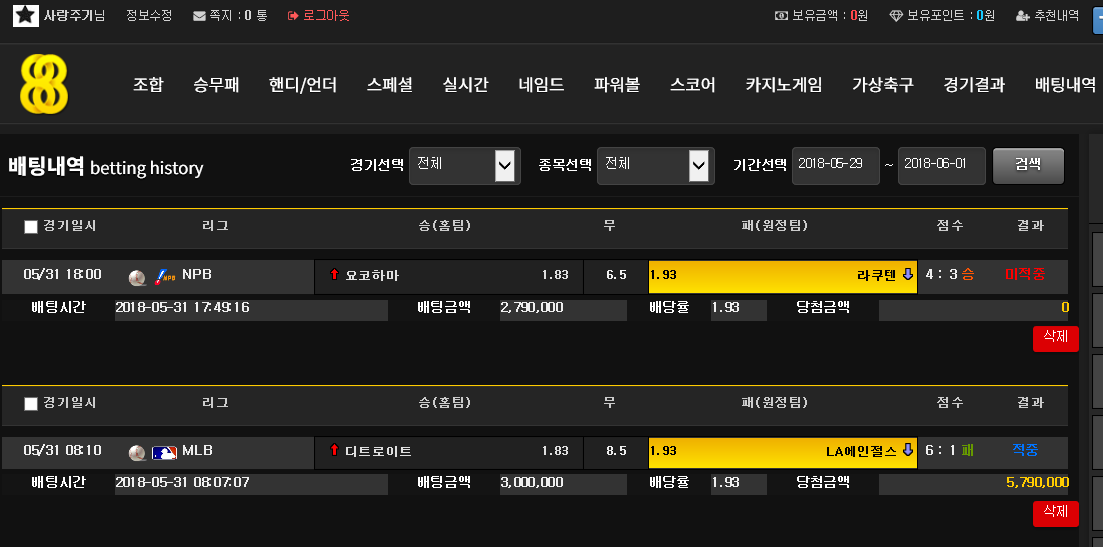 사랑주기님 정보수정 쪽지 : 0 통 로그아웃 보유금액 : 0원 보유포인트 : 0원 추천내역
조합 승무패 핸디/언더 스페셜 실시간 네임드 파워볼 스코어 카지노게임 가상축구 경기결과 배팅내역
배팅내역 betting history 경기선택 전체 종목선택 전체 기간선택 2018-05-29 ~ 2018-06-01 검색
경기일시 리그 승(홈팀) 무 패(원정팀) 점수 결과
05/31 18:00 NPB 요코하마 1.83 6.5 1.93 라쿠텐 4 : 3 승 미적중
배팅시간 2018-05-31 17:49:16 배팅금액 2,790,000 배당률 1.93 당첨금액 0
삭제
경기일시 리그 승(홈팀) 무 패(원정팀) 점수 결과
05/31 08:10 MLB 디트로이트 1.83 8.5 1.93 LA에인절스 6 : 1 패 적중
배팅시간 2018-05-31 08:07:07 배팅금액 3,000,000 배당률 1.93 당첨금액 5,790,000
삭제